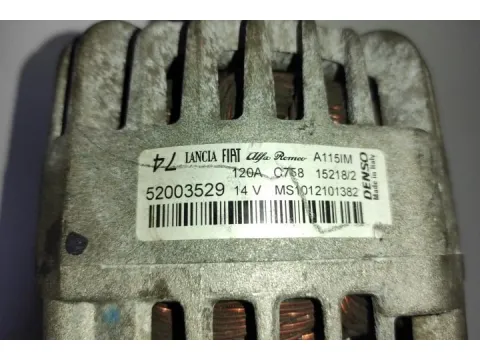 74 LANCIA FIAT Alfa Romeo A115IM
120A C758 15218/2
52003529 14 V MS1012101382
DENSO
Made in Italy